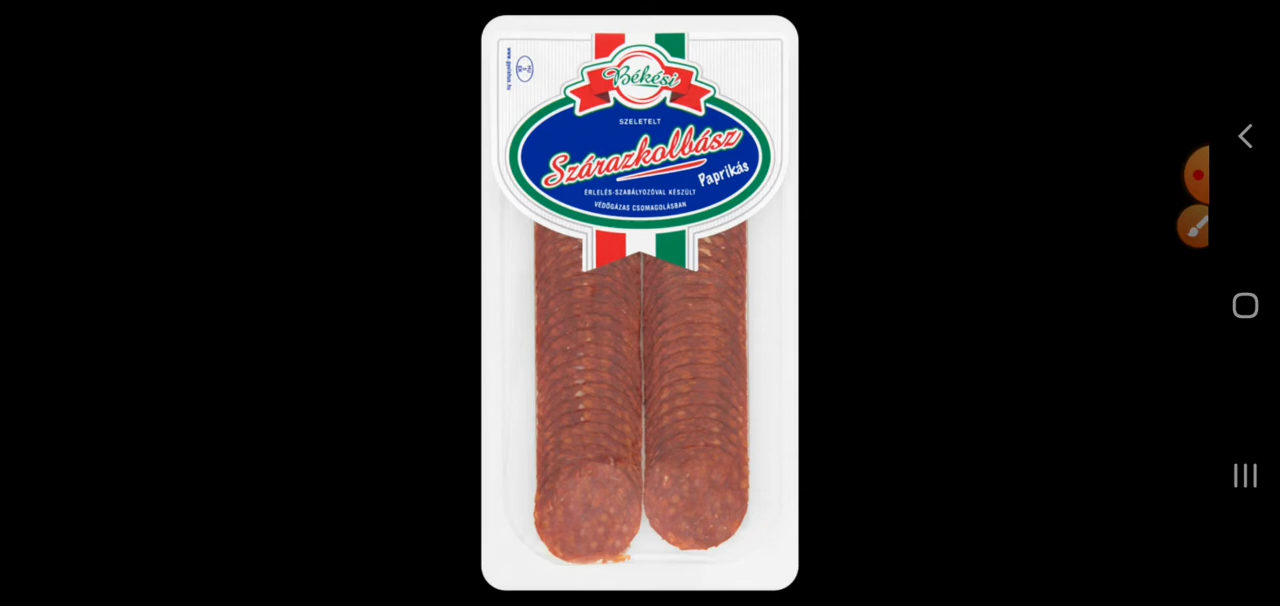 Békési
SZELETELT
Szárazkolbász
Paprikás
ÉRLELÉS-SZABÁLYOZÓVAL KÉSZÜLT
VÉDŐGÁZAS CSOMAGOLÁSBAN